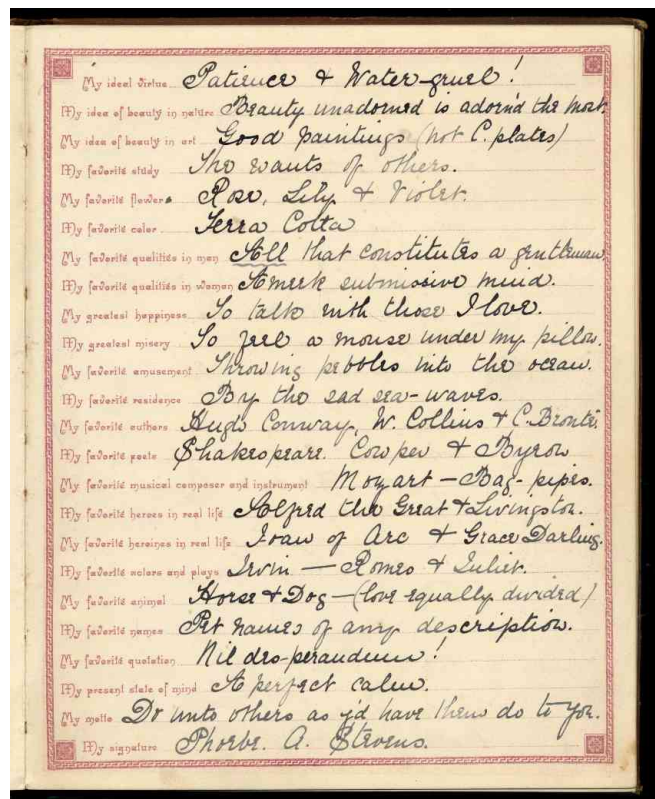 My ideal virtue Patience & Water-gruel!
My idea of beauty in nature Beauty unadorned is adorn'd the most.
My idea of beauty in art Good paintings (not C. plates)
My favorite study The wants of others.
My favorite flowers Rose, Lily & Violet.
My favorite color Terra Cotta
My favorite qualities in man All that constitutes a gentleman
My favorite qualities in woman A meek submissive mind.
My greatest happiness To talk with those I love.
My greatest misery To feel a mouse under my pillow.
My favorite amusement Throwing pebbles into the ocean.
My favorite residence By the sad sea-waves.
My favorite authors Hugh Conway, W. Collins & C. Brontë.
My favorite poets Shakespeare. Cowper & Byron
My favorite musical composer and instrument Mozart — Bag-pipes.
My favorite heroes in real life Alfred the Great & Livingston.
My favorite heroines in real life Joan of Arc & Grace Darling.
My favorite actors and plays Irvin — Romeo & Juliet.
My favorite animal Horse & Dog — (love equally divided)
My favorite names Pet names of any description.
My favorite quotation Nil des-perandum!
My present state of mind A perfect calm.
My motto Do unto others as y'd have them do to you.
My signature Phoebe. A. Stevens.